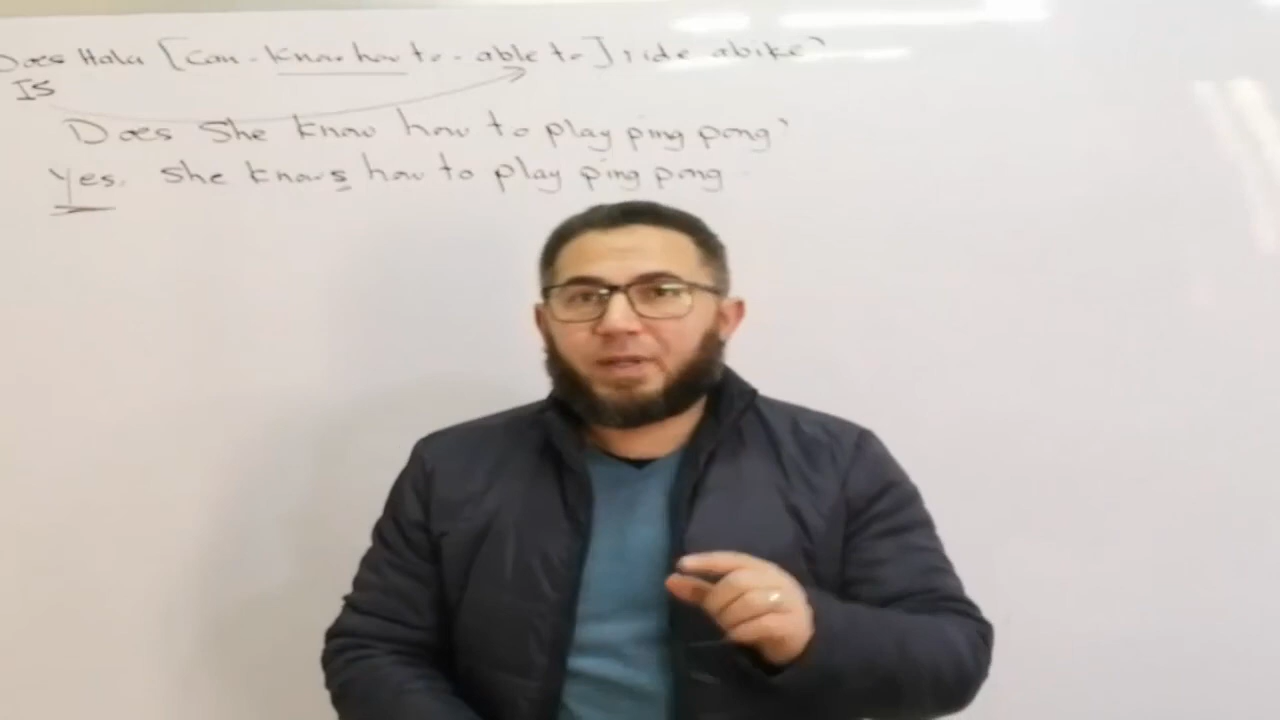 Does Hala [can - know how to - able to] ride a bike?
Is
Does She know how to play ping pong?
Yes. She knows how to play ping pong